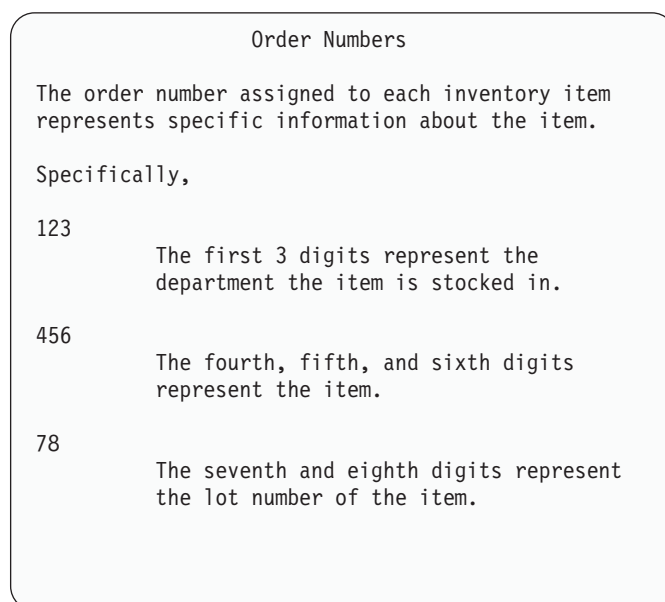 Order Numbers
The order number assigned to each inventory item
represents specific information about the item.
Specifically,
123
The first 3 digits represent the
department the item is stocked in.
456
The fourth, fifth, and sixth digits
represent the item.
78
The seventh and eighth digits represent
the lot number of the item.